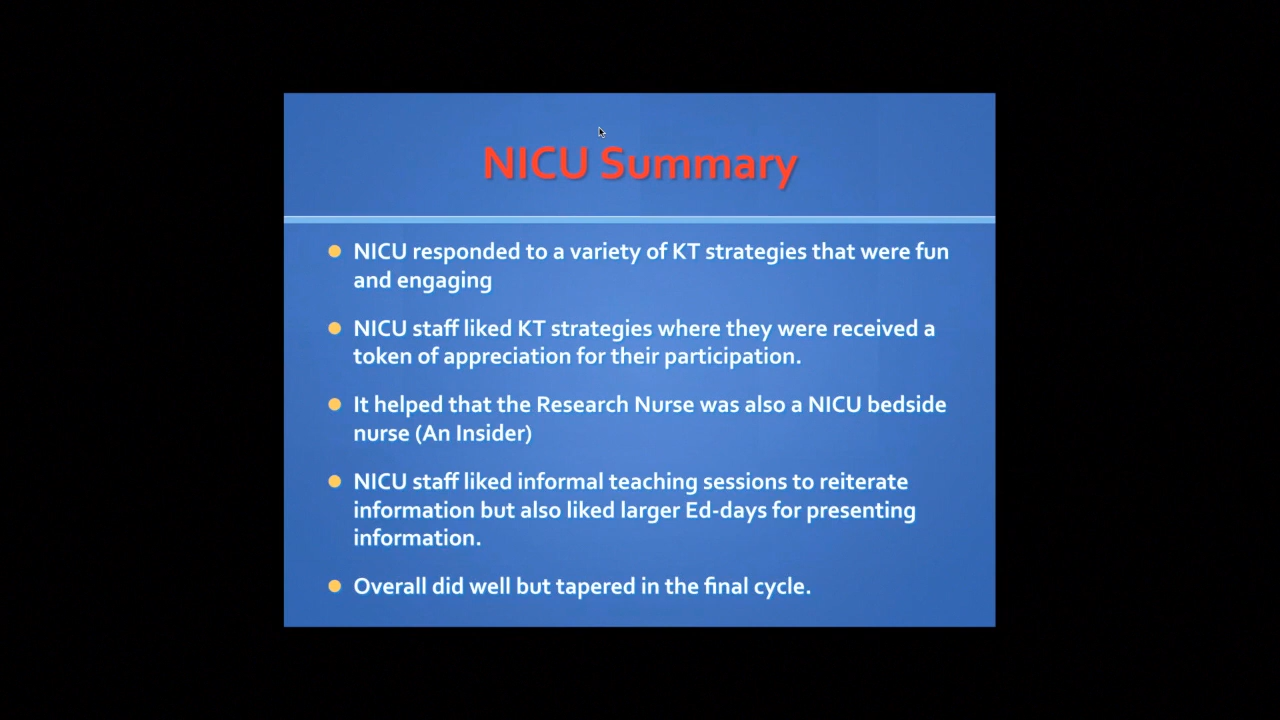 NICU Summary
NICU responded to a variety of KT strategies that were fun
and engaging
NICU staff liked KT strategies where they were received a
token of appreciation for their participation.
It helped that the Research Nurse was also a NICU bedside
nurse (An Insider)
NICU staff liked informal teaching sessions to reiterate
information but also liked larger Ed-days for presenting
information.
Overall did well but tapered in the final cycle.